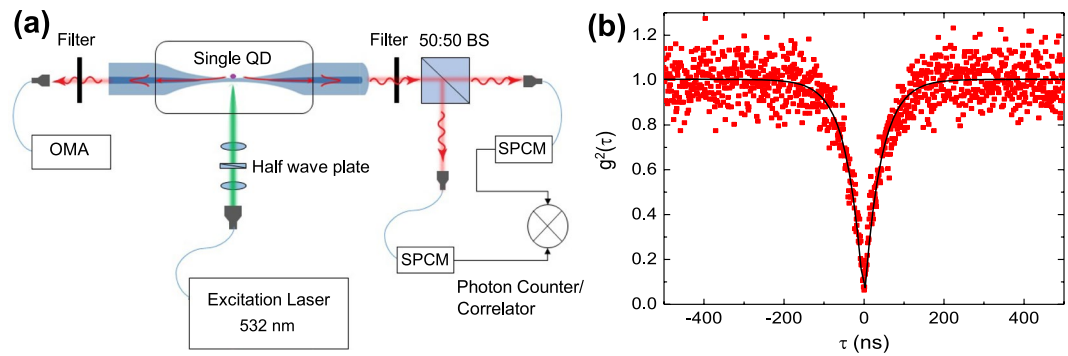 (a)
Filter
Single QD
Filter
50:50 BS
OMA
Half wave plate
SPCM
SPCM
Excitation Laser
532 nm
Photon Counter/
Correlator
(b)
1.2
1.0
0.8
0.6
0.4
0.2
0.0
g²(τ)
-400 -200 0 200 400
τ (ns)